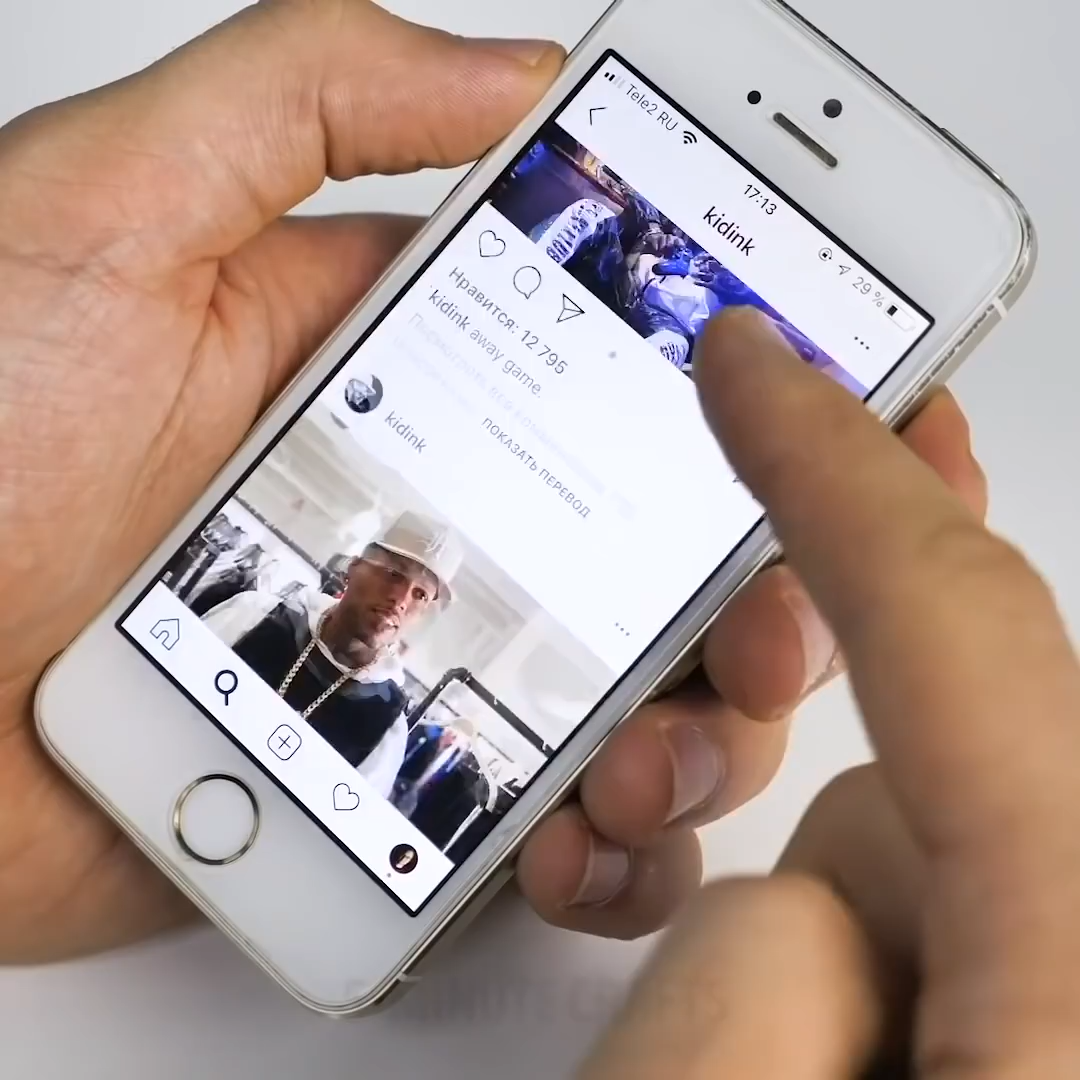 Tele2 RU
17:13
29 %
kidink
Нравится: 12 795
kidink away game.
ПОКАЗАТЬ ПЕРЕВОД
kidink